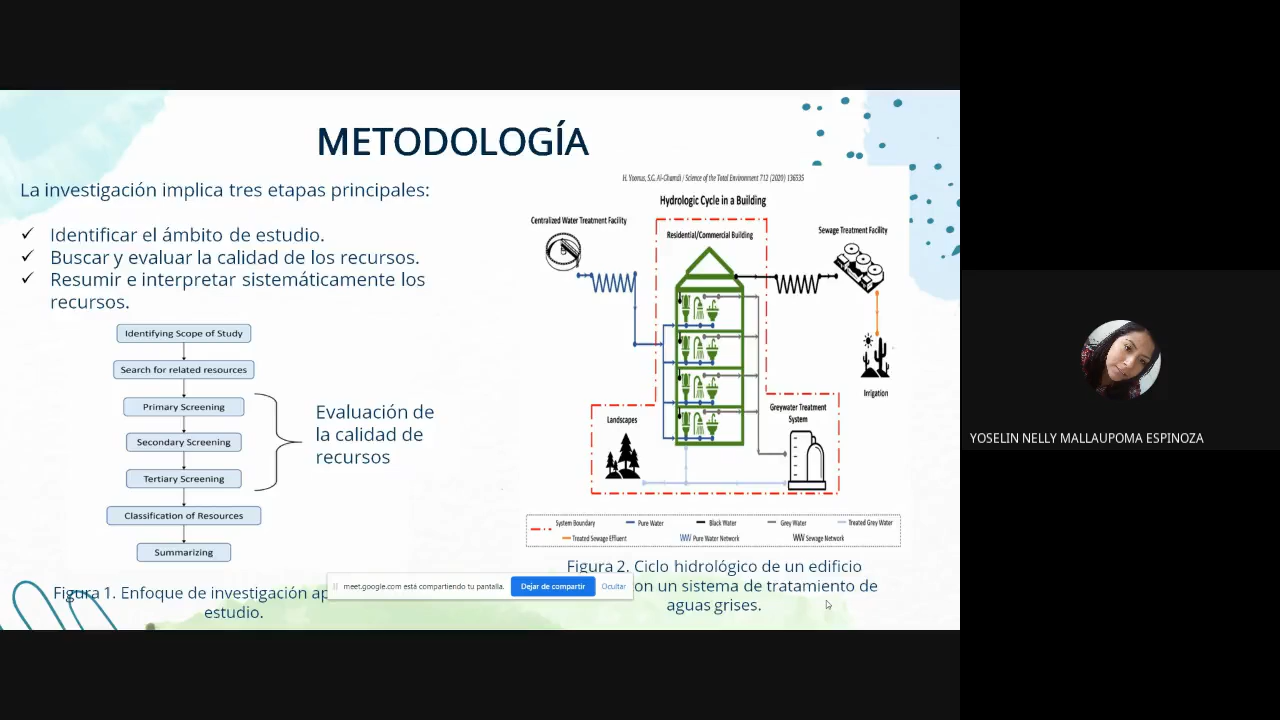 METODOLOGÍA
La investigación implica tres etapas principales:
✓ Identificar el ámbito de estudio.
✓ Buscar y evaluar la calidad de los recursos.
✓ Resumir e interpretar sistemáticamente los
recursos.
Identifying Scope of Study
Search for related resources
Primary Screening
Secondary Screening
Tertiary Screening
Classification of Resources
Summarizing
Evaluación de
la calidad de
recursos
Figura 1. Enfoque de investigación ap
estudio.
H. Yoonus, S.G. Al-Ghamdi / Science of the Total Environment 712 (2020) 136535
Hydrologic Cycle in a Building
Centralized Water Treatment Facility
Residential/Commercial Building
Sewage Treatment Facility
Irrigation
Landscapes
Greywater Treatment
System
System Boundary
Pure Water
Black Water
Grey Water
Treated Grey Water
Treated Sewage Effluent
Pure Water Network
Sewage Network
Figura 2. Ciclo hidrológico de un edificio
on un sistema de tratamiento de
aguas grises.
meet.google.com está compartiendo tu pantalla.
Dejar de compartir
Ocultar
YOSELIN NELLY MALLAUPOMA ESPINOZA